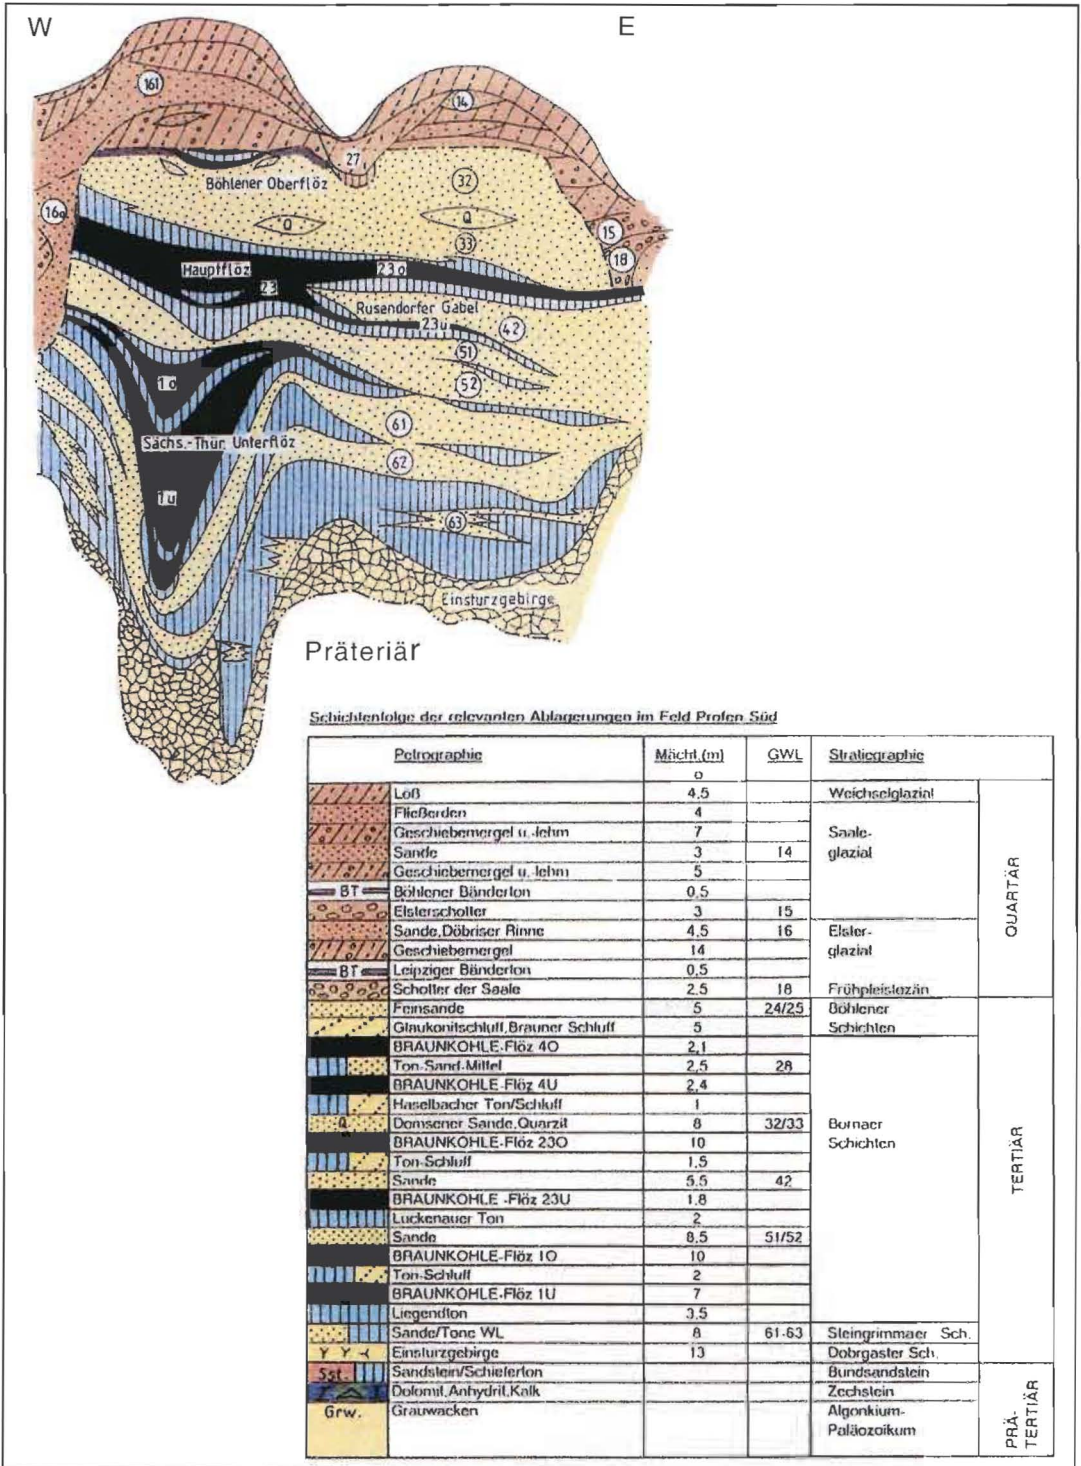 W
E
161
14
27
Böhlener Oberflöz
32
16o
Q
Q
15
33
18
Hauptflöz
23o
23
Rusendorfer Gabel
23u
42
51
1o
52
61
Sächs.-Thür. Unterflöz
62
1u
63
Einsturzgebirge
Präteriär
Schichtenfolge der relevanten Ablagerungen im Feld Profen Süd
Petrographie Mächt.(m) GWL Stratiegraphie
o
Löß 4,5 Weichselglazial
Fließerden 4
Geschiebemergel u. -lehm 7 Saale-
Sande 3 14 glazial
Geschiebemergel u. lehm 5
BT Böhlener Bänderton 0,5
Elsterschotter 3 15
Sande,Döbriser Rinne 4,5 16 Elster-
Geschiebemergel 14 glazial
BT Leipziger Bänderton 0,5
Schotter der Saale 2,5 18 Frühpleistozän
QUARTÄR
Feinsande 5 24/25 Böhlener
Glaukonitschluff,Brauner Schluff 5 Schichten
BRAUNKOHLE-Flöz 4O 2,1
Ton-Sand-Mittel 2,5 28
BRAUNKOHLE-Flöz 4U 2,4
Haselbacher Ton/Schluff 1
Q Domsener Sande,Quarzit 8 32/33 Bornaer
BRAUNKOHLE-Flöz 23O 10 Schichten
Ton-Schluff 1,5
Sande 5,5 42
BRAUNKOHLE -Flöz 23U 1,8
Luckenauer Ton 2
Sande 8,5 51/52
BRAUNKOHLE-Flöz 1O 10
Ton-Schluff 2
BRAUNKOHLE-Flöz 1U 7
Liegendton 3,5
Sande/Tone WL 8 61-63 Steingrimmaer Sch.
Einsturzgebirge 13 Dobrgaster Sch.
TERTIÄR
Sst. Sandstein/Schieferton Bundsandstein
Dolomit,Anhydrit,Kalk Zechstein
Grw. Grauwacken Algonkium-
Paläozoikum
PRÄ-
TERTIÄR